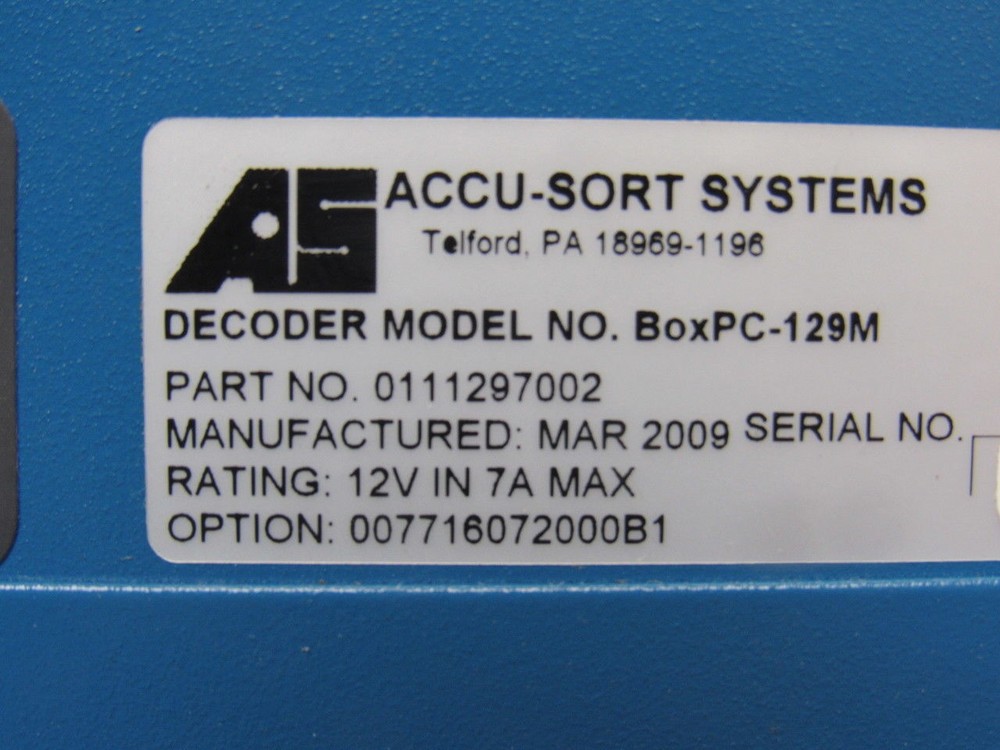 AS ACCU-SORT SYSTEMS
Telford, PA 18969-1196
DECODER MODEL NO. BoxPC-129M
PART NO. 0111297002
MANUFACTURED: MAR 2009 SERIAL NO.
RATING: 12V IN 7A MAX
OPTION: 007716072000B1